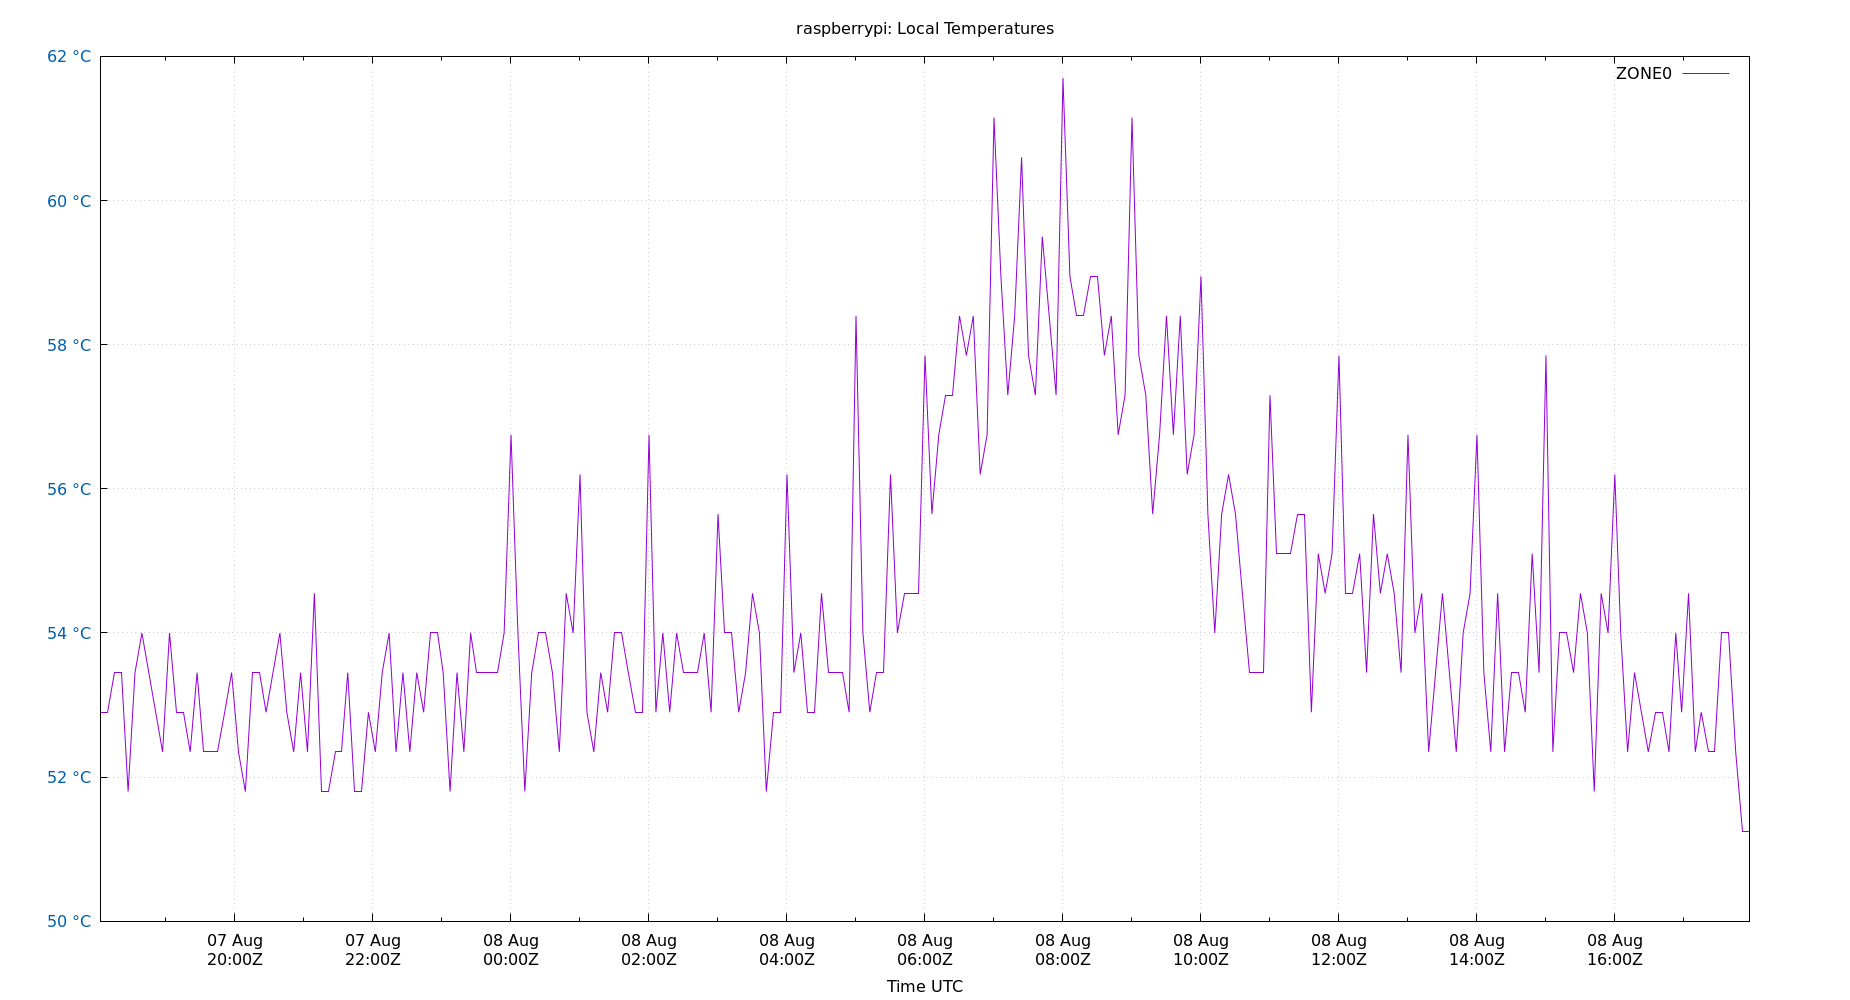 raspberrypi: Local Temperatures
62 °C
ZONE0
60 °C
58 °C
56 °C
54 °C
52 °C
50 °C
07 Aug 07 Aug 08 Aug 08 Aug 08 Aug 08 Aug 08 Aug 08 Aug 08 Aug 08 Aug 08 Aug
20:00Z 22:00Z 00:00Z 02:00Z 04:00Z 06:00Z 08:00Z 10:00Z 12:00Z 14:00Z 16:00Z
Time UTC